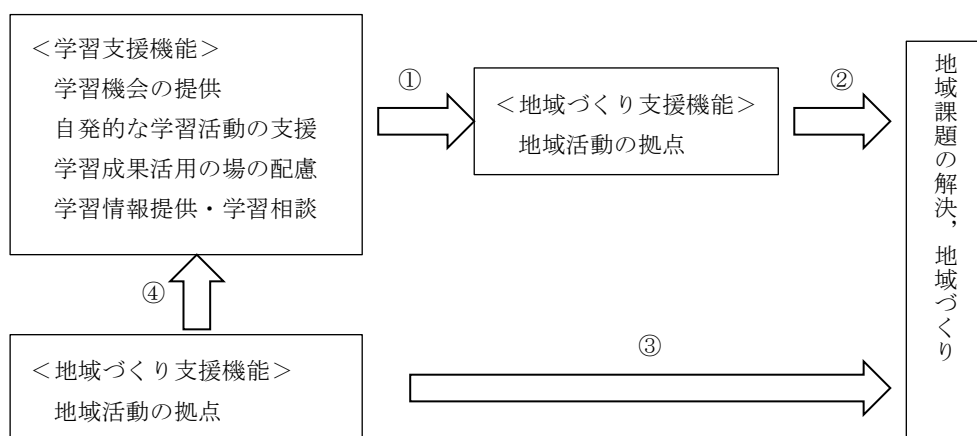 ＜学習支援機能＞
学習機会の提供
自発的な学習活動の支援
学習成果活用の場の配慮
学習情報提供・学習相談
①
＜地域づくり支援機能＞
地域活動の拠点
②
地域課題の解決，地域づくり
④
③
＜地域づくり支援機能＞
地域活動の拠点